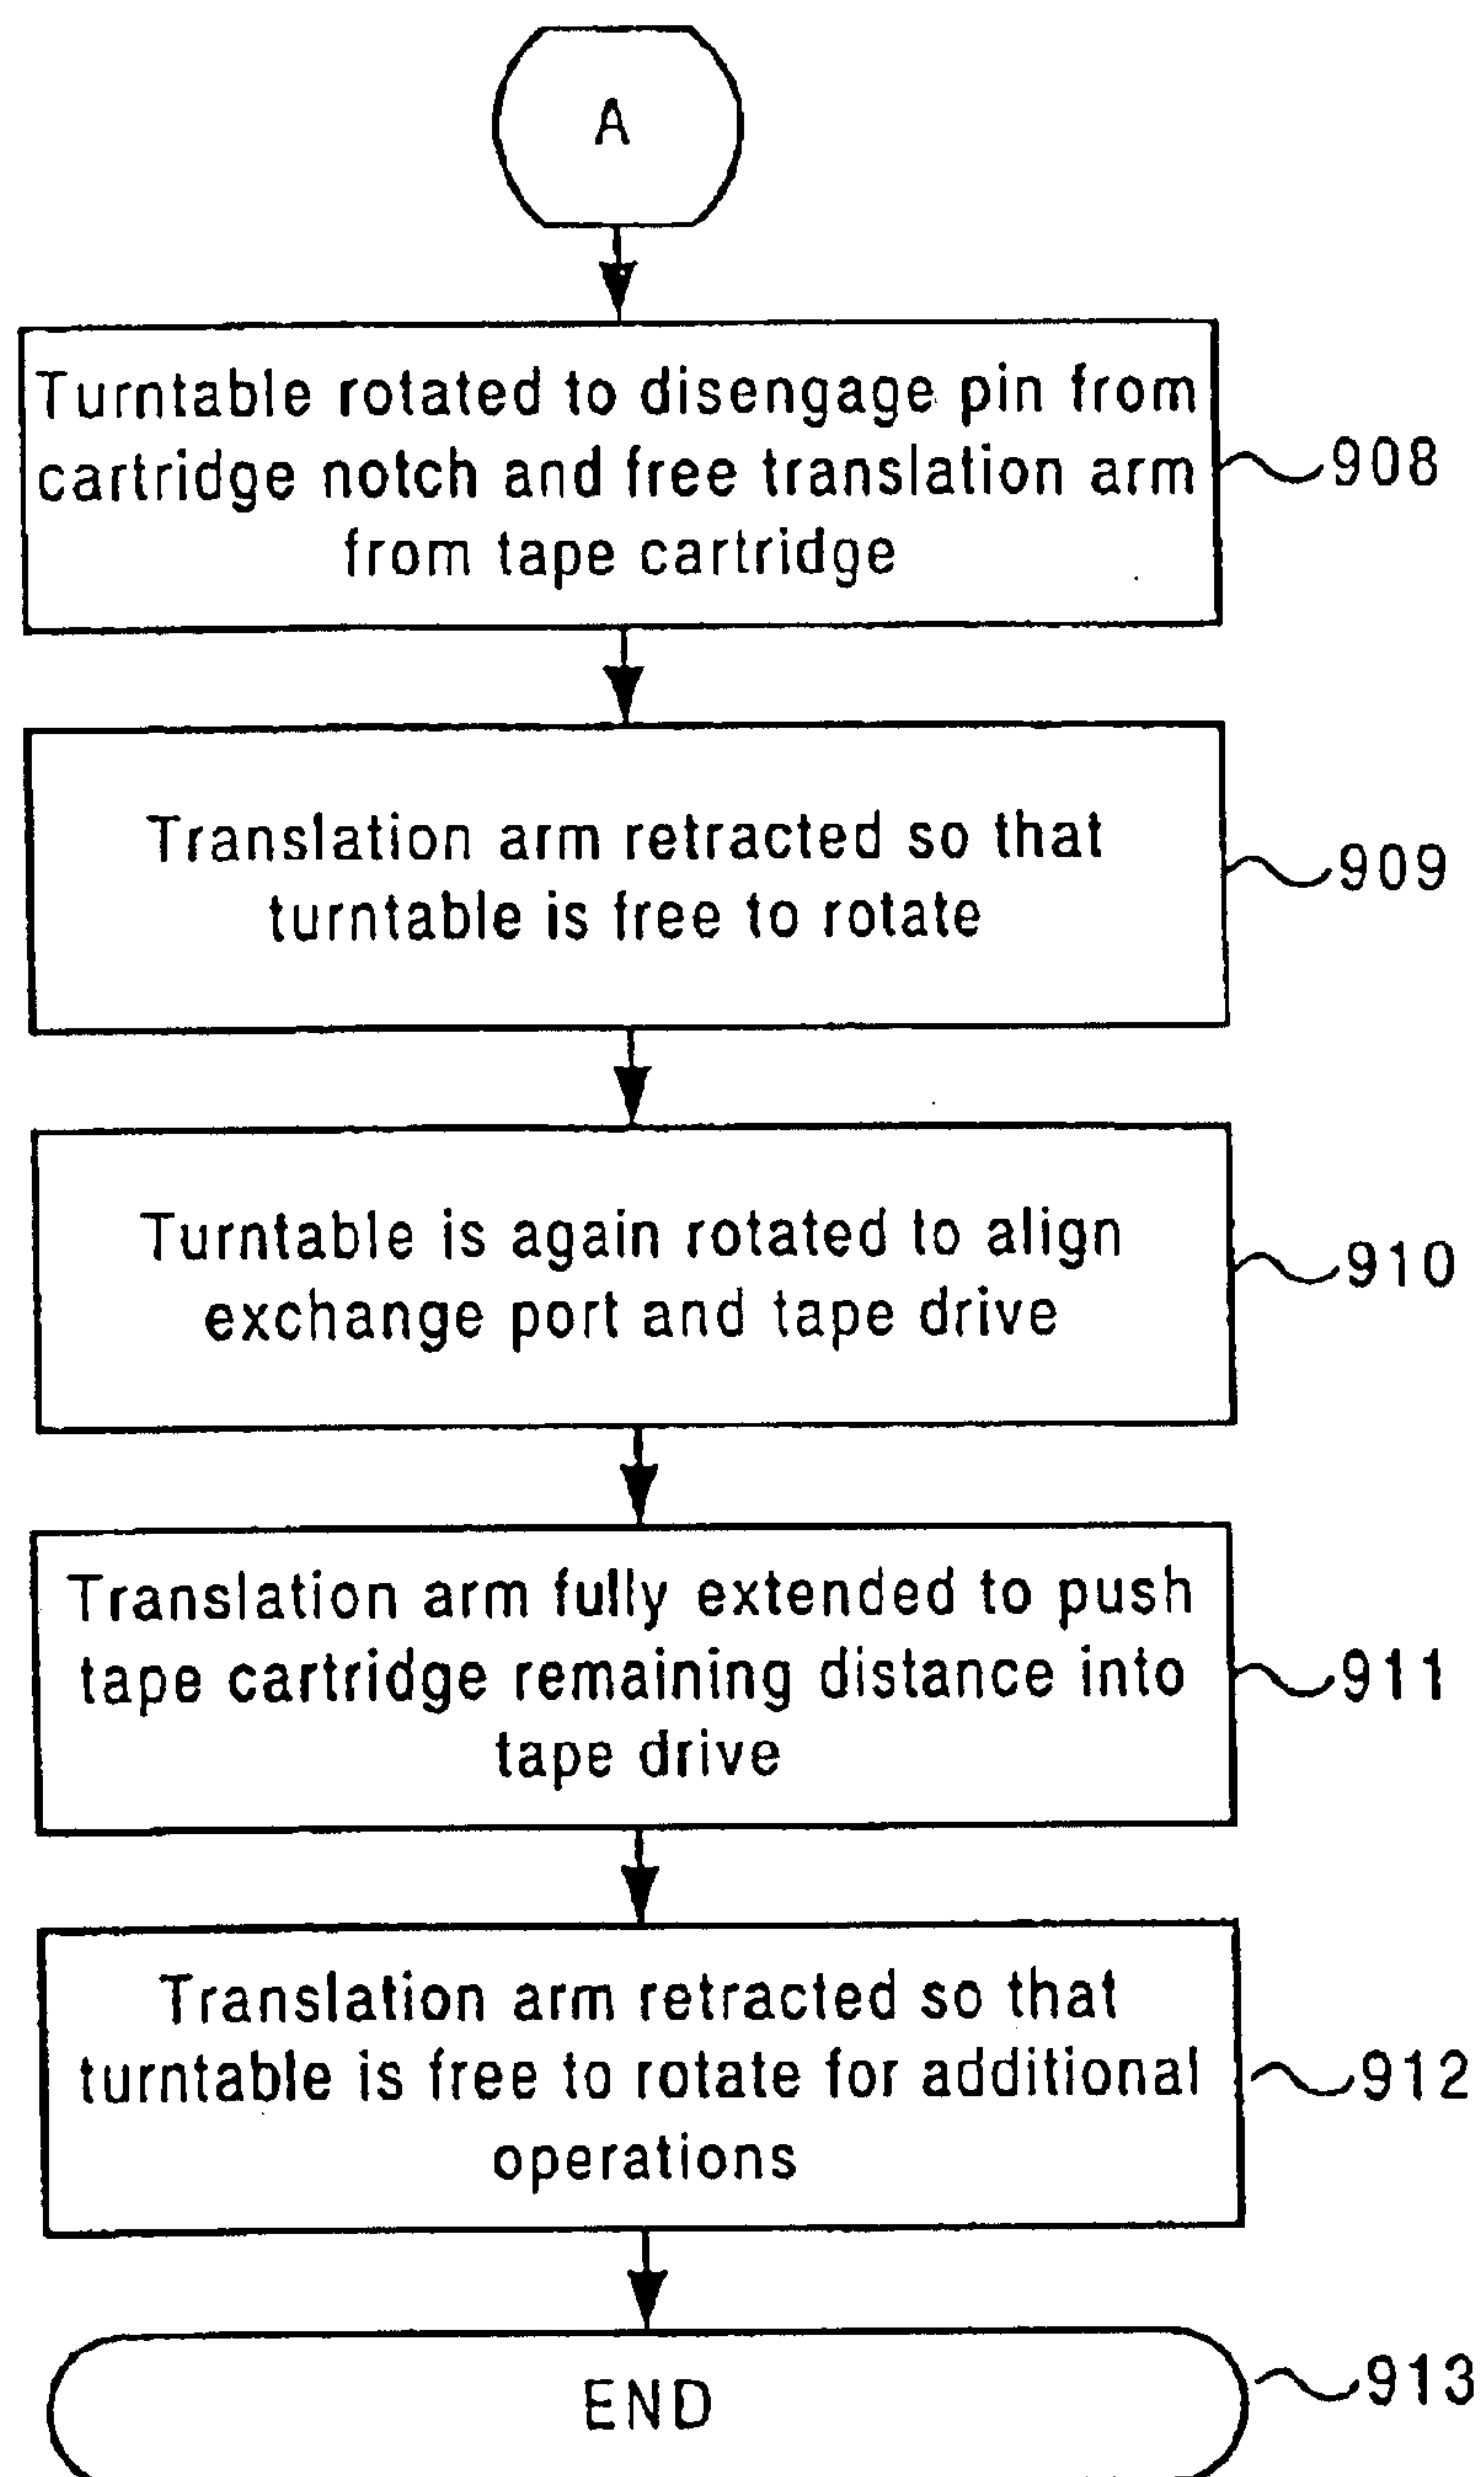 A
Turntable rotated to disengage pin from
cartridge notch and free translation arm
from tape cartridge
908
Translation arm retracted so that
turntable is free to rotate
909
Turntable is again rotated to align
exchange port and tape drive
910
Translation arm fully extended to push
tape cartridge remaining distance into
tape drive
911
Translation arm retracted so that
turntable is free to rotate for additional
operations
912
END
913